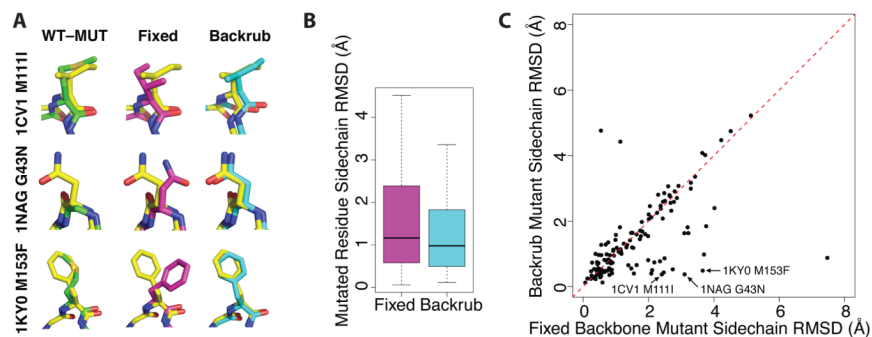 A
WT–MUT Fixed Backrub
1CV1 M111I
1NAG G43N
1KY0 M153F
B
Mutated Residue Sidechain RMSD (Å)
4
3
2
1
0
Fixed Backrub
C
Backrub Mutant Sidechain RMSD (Å)
8
6
4
2
0
1KY0 M153F
1CV1 M111I
1NAG G43N
0 2 4 6 8
Fixed Backbone Mutant Sidechain RMSD (Å)